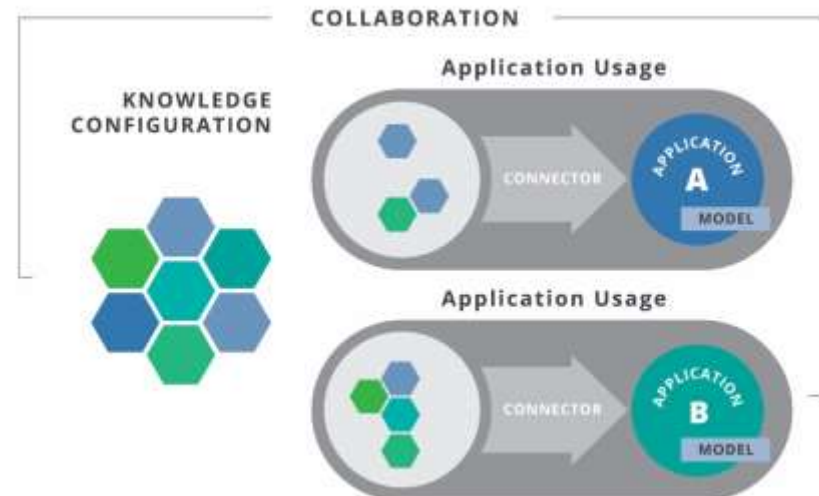 COLLABORATION
KNOWLEDGE
CONFIGURATION
Application Usage
CONNECTOR
APPLICATION
A
MODEL
Application Usage
CONNECTOR
APPLICATION
B
MODEL